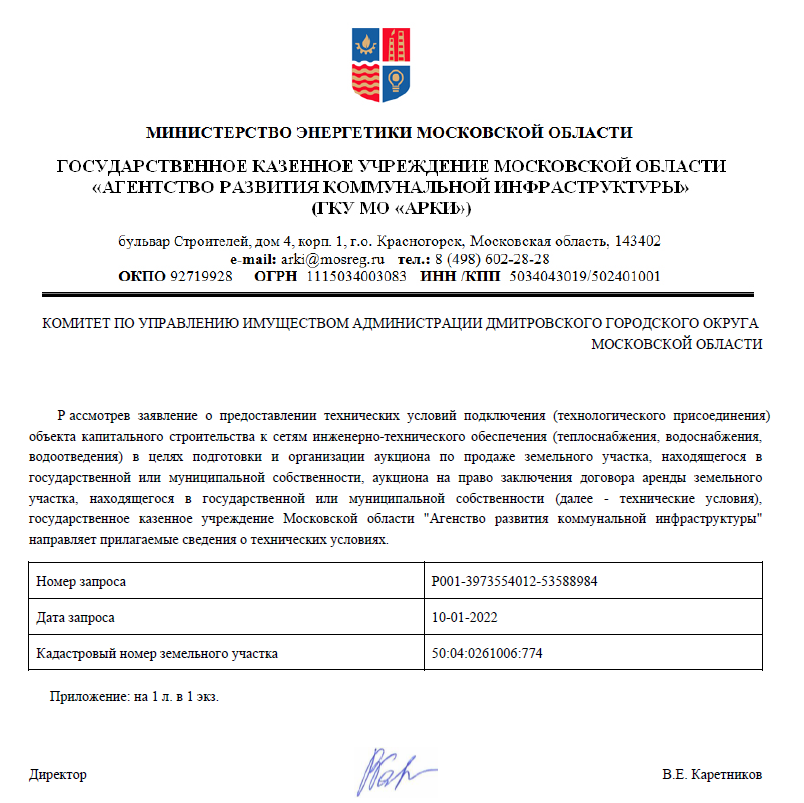 МИНИСТЕРСТВО ЭНЕРГЕТИКИ МОСКОВСКОЙ ОБЛАСТИ
ГОСУДАРСТВЕННОЕ КАЗЕННОЕ УЧРЕЖДЕНИЕ МОСКОВСКОЙ ОБЛАСТИ
«АГЕНТСТВО РАЗВИТИЯ КОММУНАЛЬНОЙ ИНФРАСТРУКТУРЫ»
(ГКУ МО «АРКИ»)
бульвар Строителей, дом 4, корп. 1, г.о. Красногорск, Московская область, 143402
e-mail: arki@mosreg.ru тел.: 8 (498) 602-28-28
ОКПО 92719928 ОГРН 1115034003083 ИНН /КПП 5034043019/502401001
КОМИТЕТ ПО УПРАВЛЕНИЮ ИМУЩЕСТВОМ АДМИНИСТРАЦИИ ДМИТРОВСКОГО ГОРОДСКОГО ОКРУГА
МОСКОВСКОЙ ОБЛАСТИ
Р ассмотрев заявление о предоставлении технических условий подключения (технологического присоединения)
объекта капитального строительства к сетям инженерно-технического обеспечения (теплоснабжения, водоснабжения,
водоотведения) в целях подготовки и организации аукциона по продаже земельного участка, находящегося в
государственной или муниципальной собственности, аукциона на право заключения договора аренды земельного
участка, находящегося в государственной или муниципальной собственности (далее - технические условия),
государственное казенное учреждение Московской области "Агенство развития коммунальной инфраструктуры"
направляет прилагаемые сведения о технических условиях.
Номер запроса P001-3973554012-53588984
Дата запроса 10-01-2022
Кадастровый номер земельного участка 50:04:0261006:774
Приложение: на 1 л. в 1 экз.
Директор В.Е. Каретников